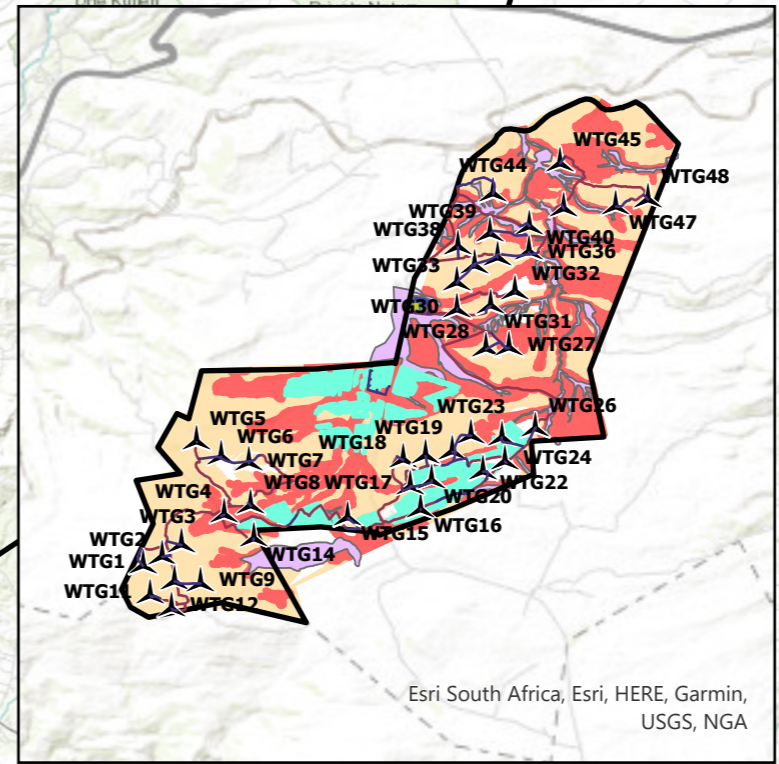 WTG45
WTG44
WTG48
WTG39
WTG47
WTG38
WTG40
WTG36
WTG33
WTG32
WTG30
WTG31
WTG28
WTG27
WTG23
WTG26
WTG5
WTG19
WTG6
WTG18
WTG7
WTG24
WTG8
WTG17
WTG22
WTG4
WTG20
WTG3
WTG16
WTG2
WTG15
WTG1
WTG14
WTG9
WTG11
WTG12
Esri South Africa, Esri, HERE, Garmin,
USGS, NGA